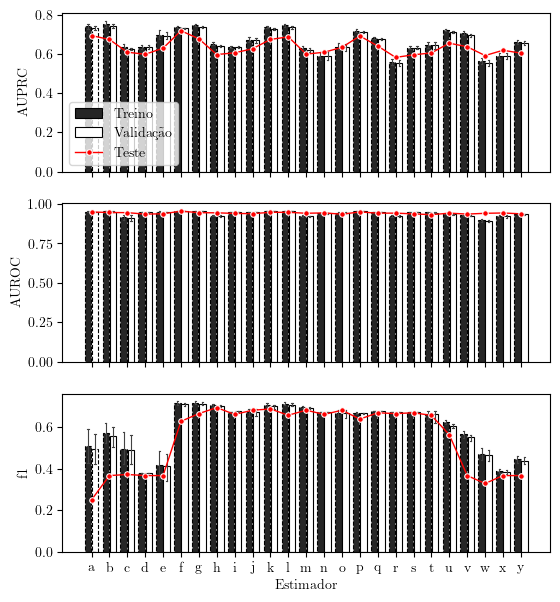 0.8
0.6
0.4
0.2
0.0
AUPRC
Treino
Validação
Teste
1.00
0.75
0.50
0.25
0.00
AUROC
0.6
0.4
0.2
0.0
f1
a b c d e f g h i j k l m n o p q r s t u v w x y
Estimador